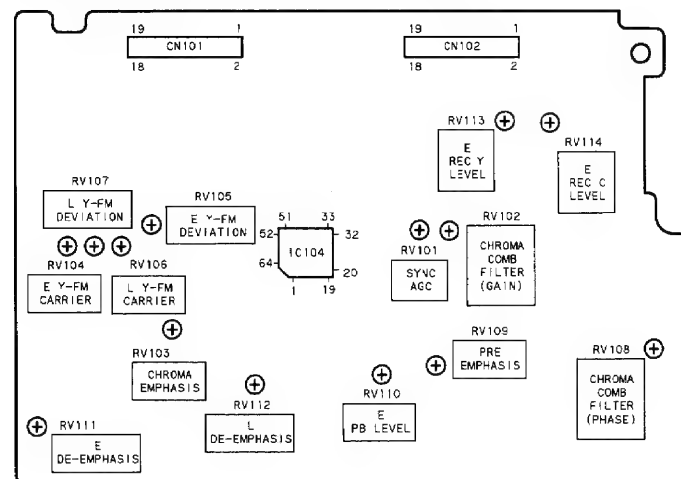 19 1
CN101
18 2
19 1
CN102
18 2
RV113
E
REC Y
LEVEL
RV114
E
REC C
LEVEL
RV107
L Y-FM
DEVIATION
RV105
E Y-FM
DEVIATION
51 33
52 32
IC104
64 20
1 19
RV101
SYNC
AGC
RV102
CHROMA
COMB
FILTER
(GAIN)
RV104
E Y-FM
CARRIER
RV106
L Y-FM
CARRIER
RV103
CHROMA
EMPHASIS
RV109
PRE
EMPHASIS
RV108
CHROMA
COMB
FILTER
(PHASE)
RV111
E
DE-EMPHASIS
RV112
L
DE-EMPHASIS
RV110
E
PB LEVEL